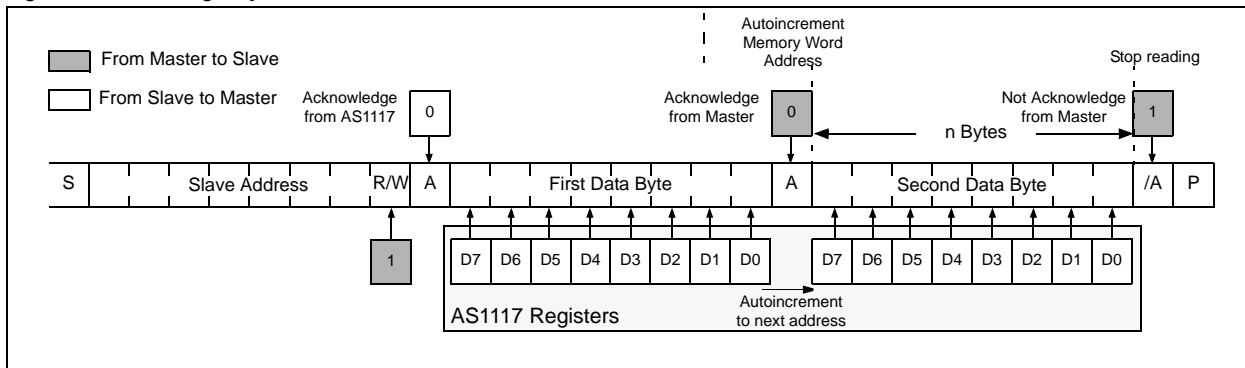 Autoincrement
Memory Word
Address
From Master to Slave
Stop reading
From Slave to Master
Acknowledge
from AS1117
0
Acknowledge
from Master
0
Not Acknowledge
from Master
1
n Bytes
S Slave Address R/W A First Data Byte A Second Data Byte /A P
1
D7 D6 D5 D4 D3 D2 D1 D0 D7 D6 D5 D4 D3 D2 D1 D0
AS1117 Registers
Autoincrement
to next address